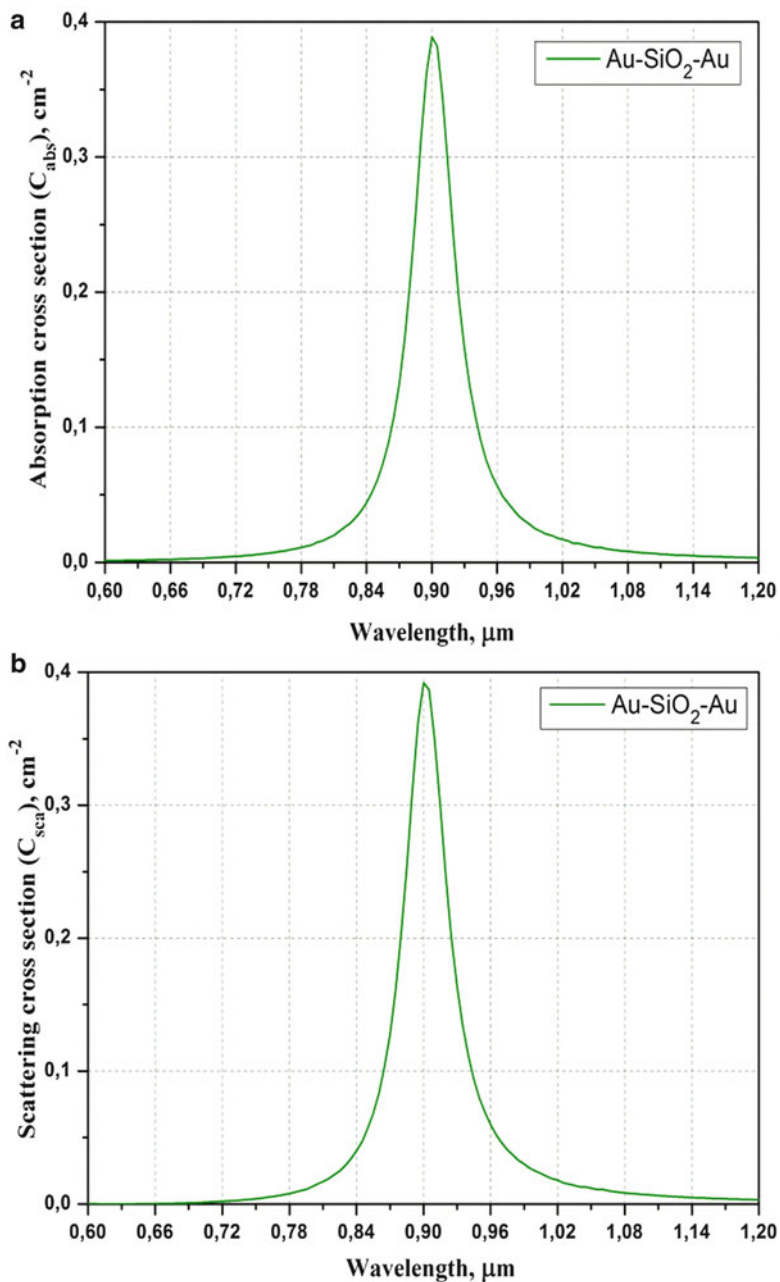 a
Absorption cross section (C_abs), cm⁻²
0,4
0,3
0,2
0,1
0,0
Au-SiO₂-Au
0,60 0,66 0,72 0,78 0,84 0,90 0,96 1,02 1,08 1,14 1,20
Wavelength, μm
b
Scattering cross section (C_sca), cm⁻²
0,4
0,3
0,2
0,1
0,0
Au-SiO₂-Au
0,60 0,66 0,72 0,78 0,84 0,90 0,96 1,02 1,08 1,14 1,20
Wavelength, μm